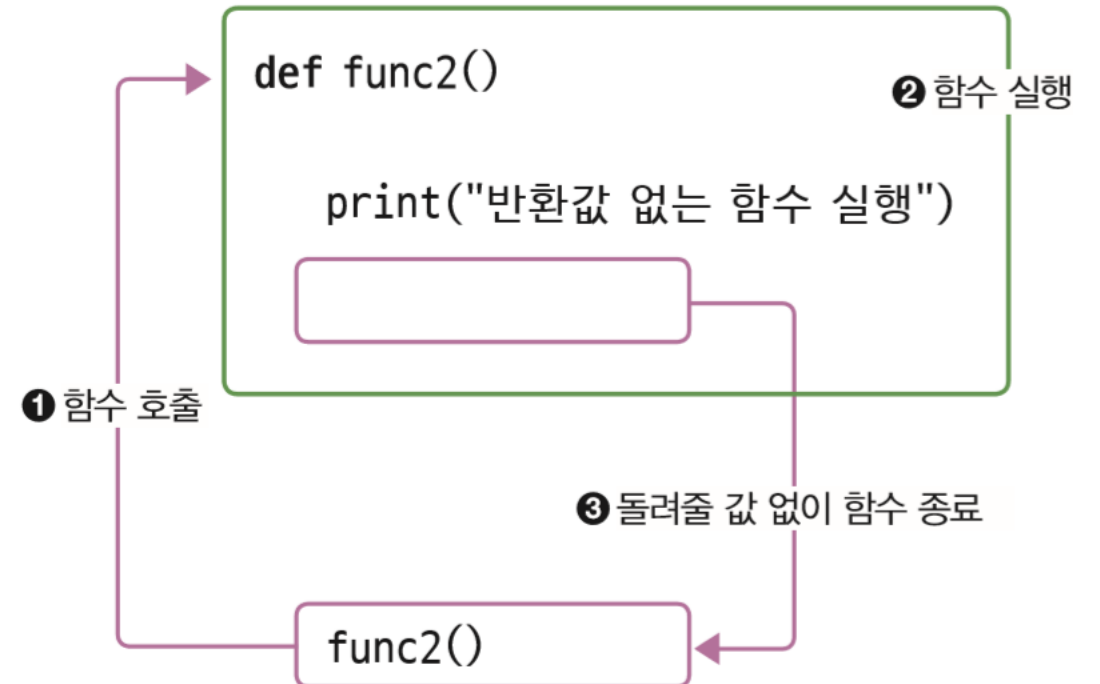 def func2()
❷ 함수 실행
print("반환값 없는 함수 실행")
❶ 함수 호출
❸ 돌려줄 값 없이 함수 종료
func2()